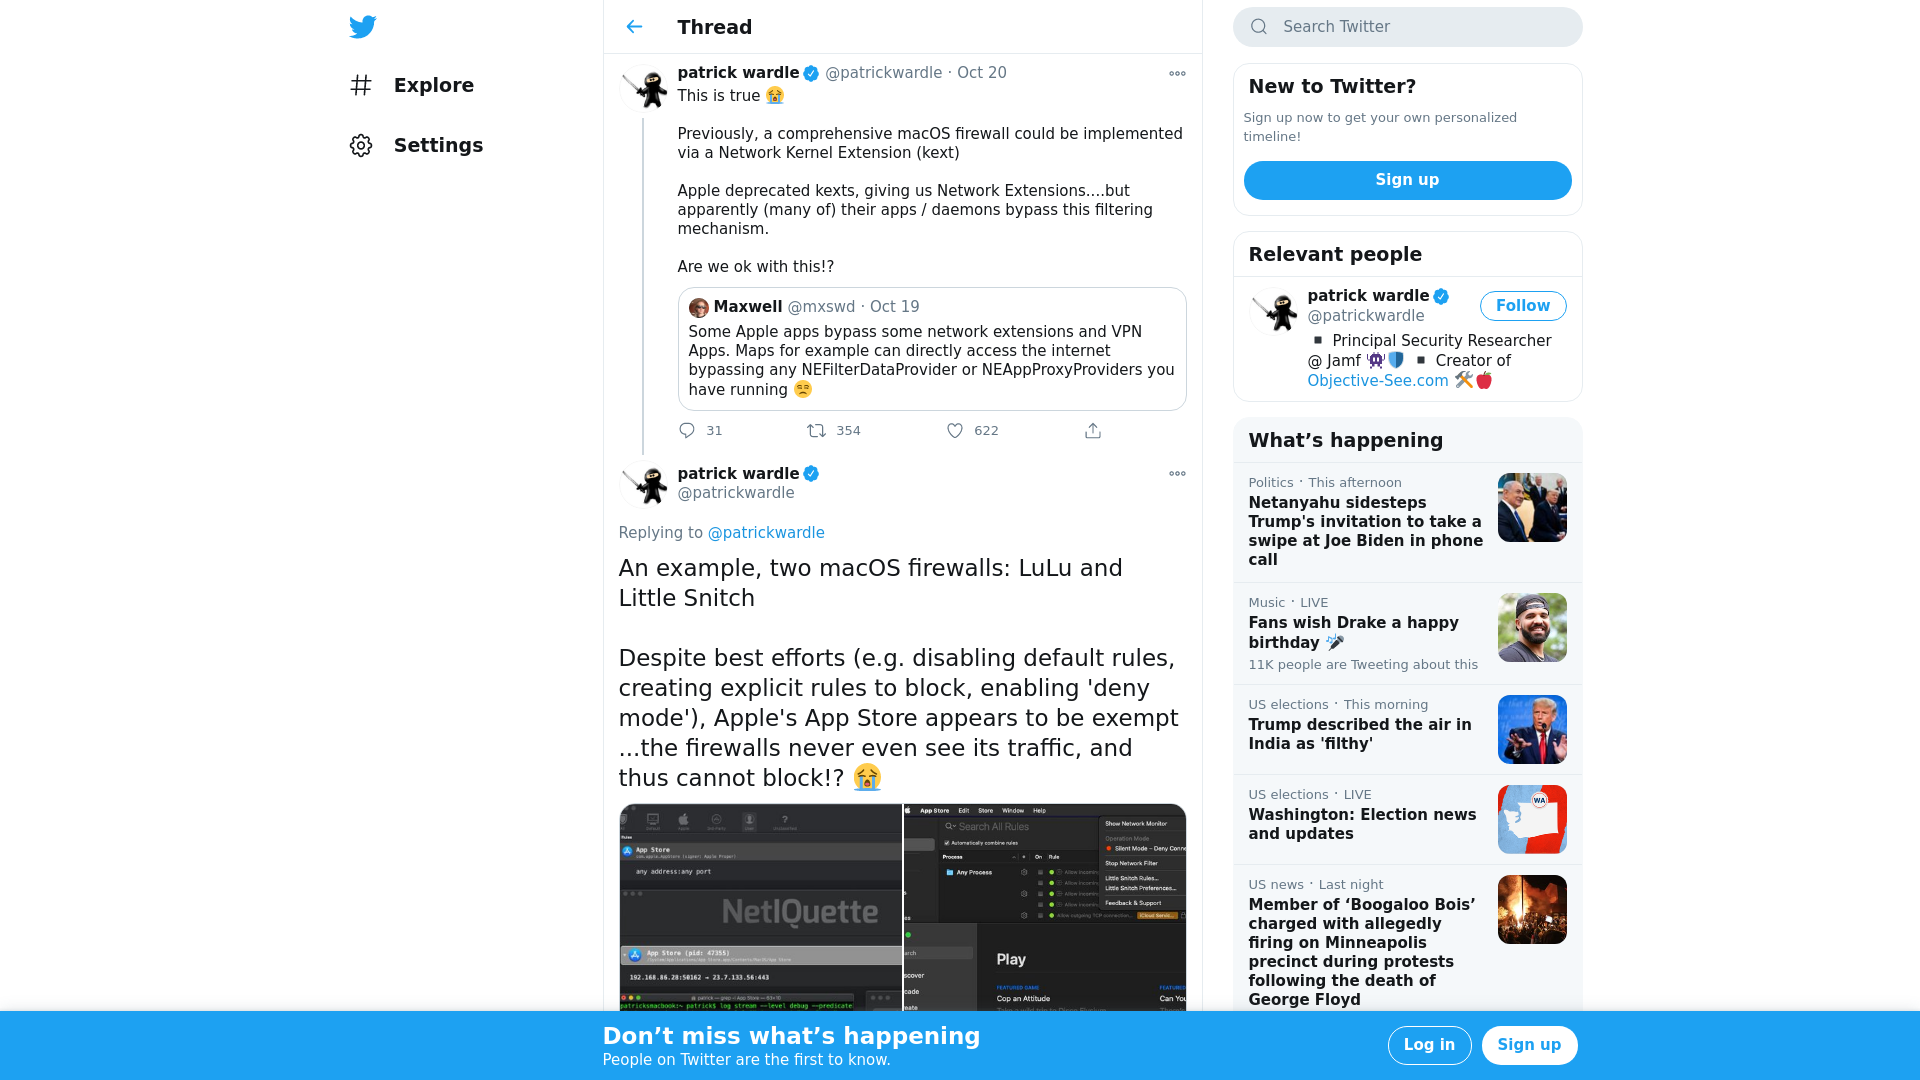 Explore
Settings
Thread
patrick wardle @patrickwardle · Oct 20
This is true 😭
Previously, a comprehensive macOS firewall could be implemented
via a Network Kernel Extension (kext)
Apple deprecated kexts, giving us Network Extensions....but
apparently (many of) their apps / daemons bypass this filtering
mechanism.
Are we ok with this!?
Maxwell @mxswd · Oct 19
Some Apple apps bypass some network extensions and VPN
Apps. Maps for example can directly access the internet
bypassing any NEFilterDataProvider or NEAppProxyProviders you
have running 😒
31 354 622
patrick wardle
@patrickwardle
Replying to @patrickwardle
An example, two macOS firewalls: LuLu and
Little Snitch
Despite best efforts (e.g. disabling default rules,
creating explicit rules to block, enabling 'deny
mode'), Apple's App Store appears to be exempt
...the firewalls never even see its traffic, and
thus cannot block!? 😭
App Store
any address:any port
NetIQuette
App Store (pid: 47355)
192.168.86.28:50162 → 23.7.133.56:443
patricksmacbook:~ patrick$ log stream --level debug --predicate
App Store Edit Store Window Help
Search All Rules
Automatically combine rules
Process On Rule
Any Process
Show Network Monitor
Operation Mode
Silent Mode – Deny Conne
Stop Network Filter
Little Snitch Rules...
Little Snitch Preferences...
Feedback & Support
Play
FEATURED GAME
Cop an Attitude
Can You
Search Twitter
New to Twitter?
Sign up now to get your own personalized
timeline!
Sign up
Relevant people
patrick wardle
@patrickwardle
Follow
▪️ Principal Security Researcher
@ Jamf 👾🛡️ ▪️ Creator of
Objective-See.com 🛠️🍎
What's happening
Politics · This afternoon
Netanyahu sidesteps
Trump's invitation to take a
swipe at Joe Biden in phone
call
Music · LIVE
Fans wish Drake a happy
birthday 🎤
11K people are Tweeting about this
US elections · This morning
Trump described the air in
India as 'filthy'
US elections · LIVE
Washington: Election news
and updates
WA
US news · Last night
Member of ‘Boogaloo Bois’
charged with allegedly
firing on Minneapolis
precinct during protests
following the death of
George Floyd
Don’t miss what’s happening
People on Twitter are the first to know.
Log in
Sign up